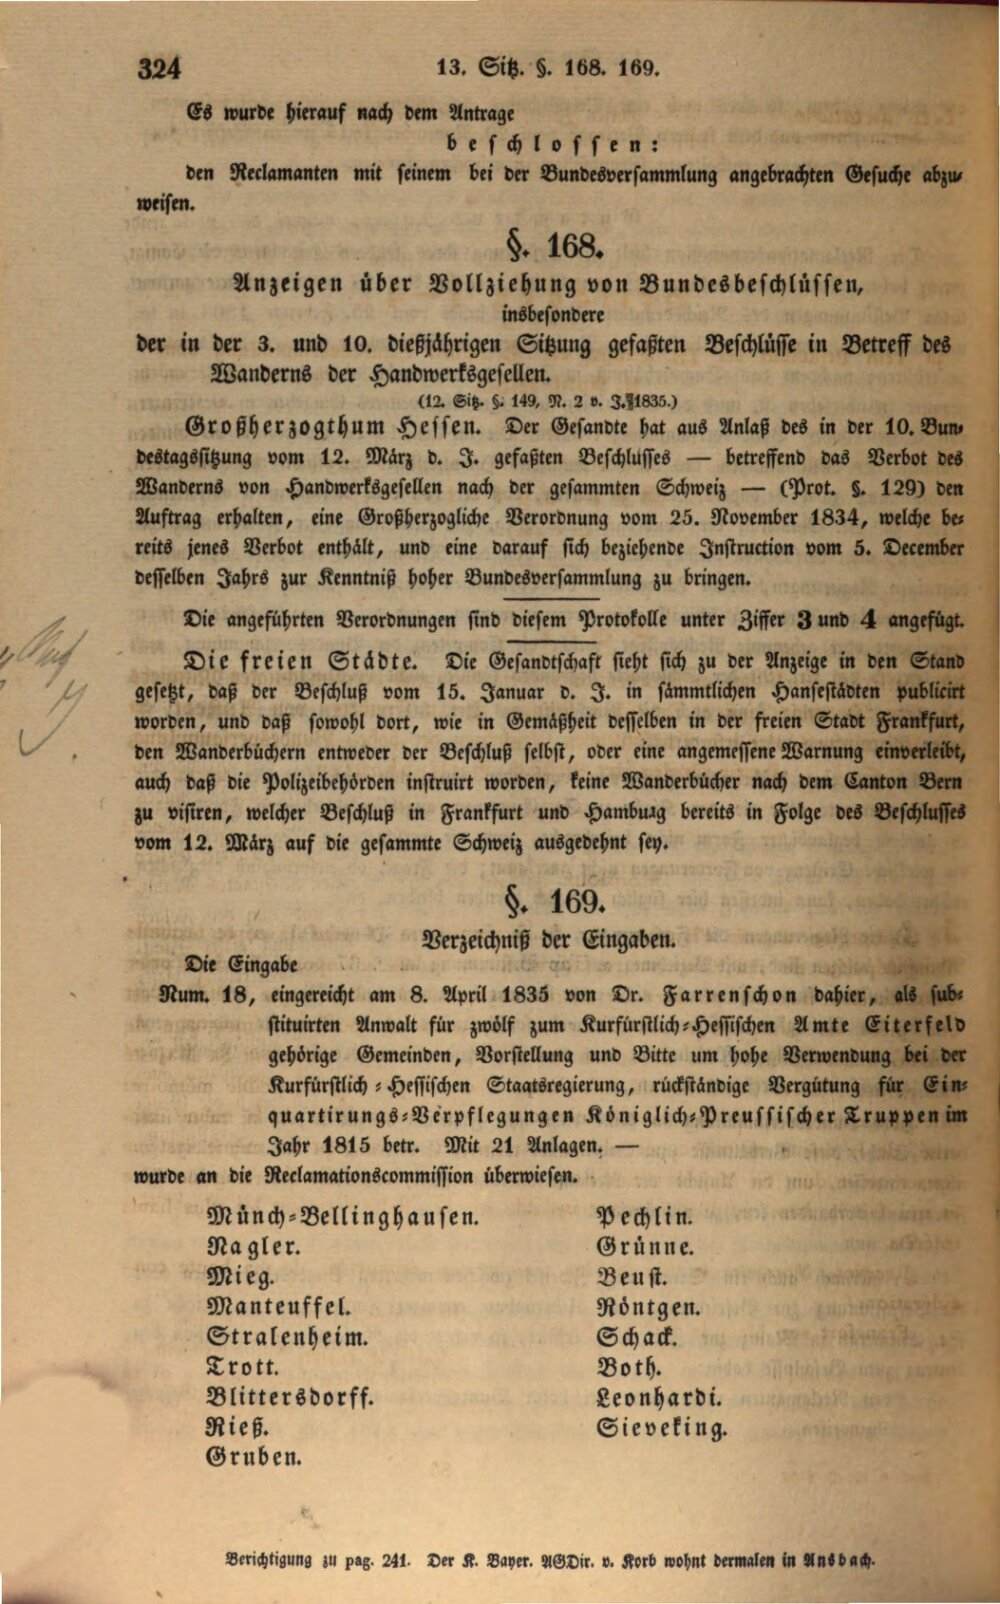 324
13. Sitz. §. 168. 169.
Es wurde hierauf nach dem Antrage
beschlossen:
den Reclamanten mit seinem bei der Bundesversammlung angebrachten Gesuche abzu-
weisen.
§. 168.
Anzeigen über Vollziehung von Bundesbeschlüssen,
insbesondere
der in der 3. und 10. dießjährigen Sitzung gefaßten Beschlüsse in Betreff des
Wanderns der Handwerksgesellen.
(12. Sitz. §. 149, N. 2 v. J. 1835.)
Großherzogthum Hessen. Der Gesandte hat aus Anlaß des in der 10. Bun-
destagssitzung vom 12. März d. J. gefaßten Beschlusses — betreffend das Verbot des
Wanderns von Handwerksgesellen nach der gesammten Schweiz — (Prot. §. 129) den
Auftrag erhalten, eine Großherzogliche Verordnung vom 25. November 1834, welche be-
reits jenes Verbot enthält, und eine darauf sich beziehende Instruction vom 5. December
desselben Jahrs zur Kenntniß hoher Bundesversammlung zu bringen.
Die angeführten Verordnungen sind diesem Protokolle unter Ziffer 3 und 4 angefügt.
Die freien Städte. Die Gesandtschaft sieht sich zu der Anzeige in den Stand
gesetzt, daß der Beschluß vom 15. Januar d. J. in sämmtlichen Hansestädten publicirt
worden, und daß sowohl dort, wie in Gemäßheit desselben in der freien Stadt Frankfurt,
den Wanderbüchern entweder der Beschluß selbst, oder eine angemessene Warnung einverleibt,
auch daß die Polizeibehörden instruirt worden, keine Wanderbücher nach dem Canton Bern
zu visiren, welcher Beschluß in Frankfurt und Hamburg bereits in Folge des Beschlusses
vom 12. März auf die gesammte Schweiz ausgedehnt sey.
§. 169.
Verzeichniß der Eingaben.
Die Eingabe
Num. 18, eingereicht am 8. April 1835 von Dr. Farrenschon dahier, als sub-
stituirten Anwalt für zwölf zum Kurfürstlich-Hessischen Amte Eiterfeld
gehörige Gemeinden, Vorstellung und Bitte um hohe Verwendung bei der
Kurfürstlich-Hessischen Staatsregierung, rückständige Vergütung für Ein-
quartirungs-Verpflegungen Königlich-Preussischer Truppen im
Jahr 1815 betr. Mit 21 Anlagen, —
wurde an die Reclamationscommission überwiesen.
Münch-Bellinghausen.
Nagler.
Mieg.
Manteuffel.
Stralenheim.
Trott.
Blittersdorff.
Rieß.
Gruben.
Pechlin.
Grünne.
Beust.
Röntgen.
Schack.
Both.
Leonhardi.
Sieveking.
Berichtigung zu pag. 241. Der K. Bayer. AGDir. v. Korb wohnt dermalen in Ansbach.